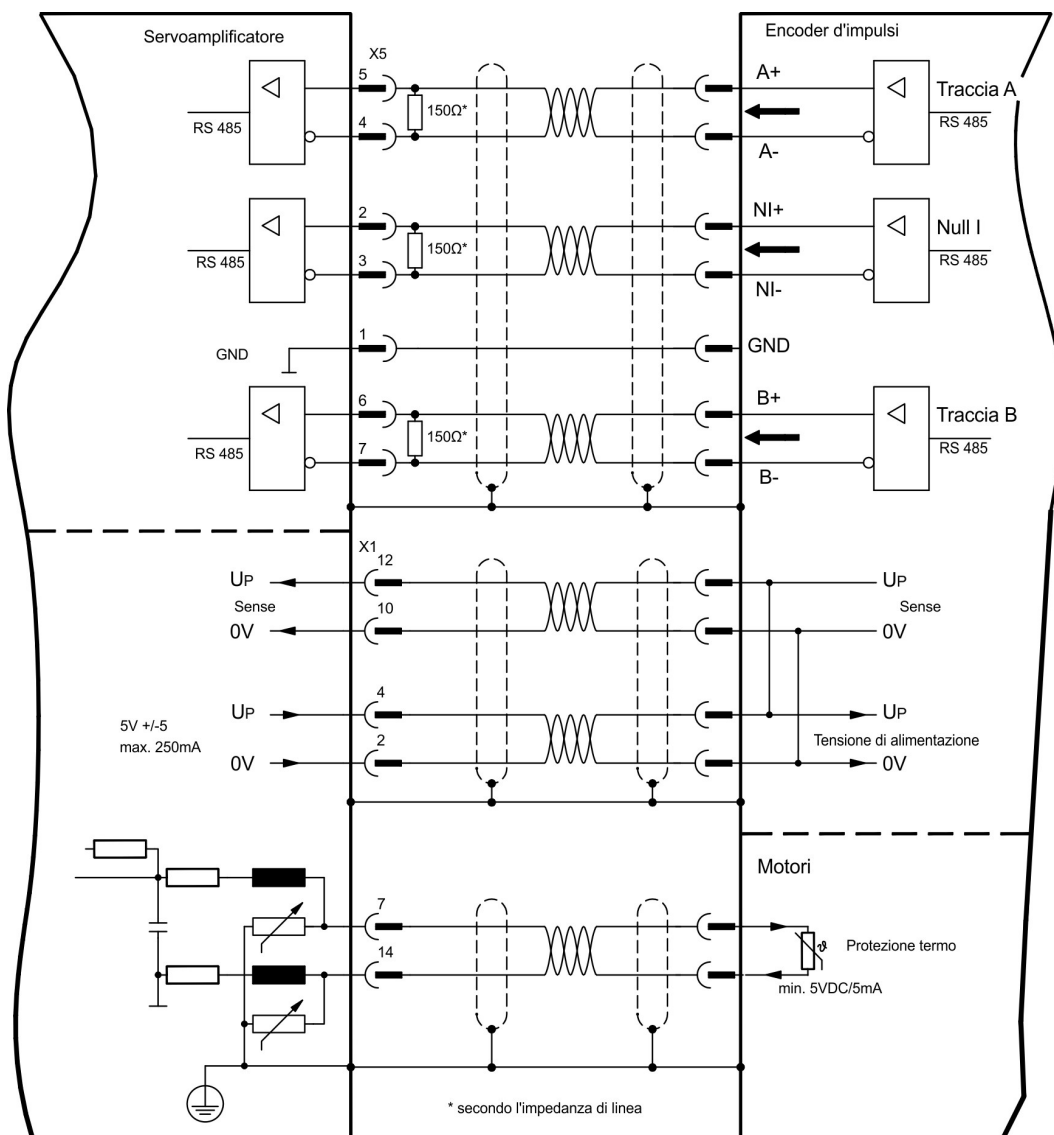 Servoamplificatore
Encoder d'impulsi
X5
5
A+
Traccia A
150Ω*
RS 485
RS 485
4
A-
2
NI+
Null I
150Ω*
RS 485
RS 485
3
NI-
1
GND
GND
6
B+
Traccia B
150Ω*
RS 485
RS 485
7
B-
X1
12
UP
UP
Sense
Sense
10
0V
0V
4
UP
UP
5V +/-5
max. 250mA
Tensione di alimentazione
2
0V
0V
Motori
7
ϑ
Protezione termo
14
min. 5VDC/5mA
* secondo l'impedanza di linea